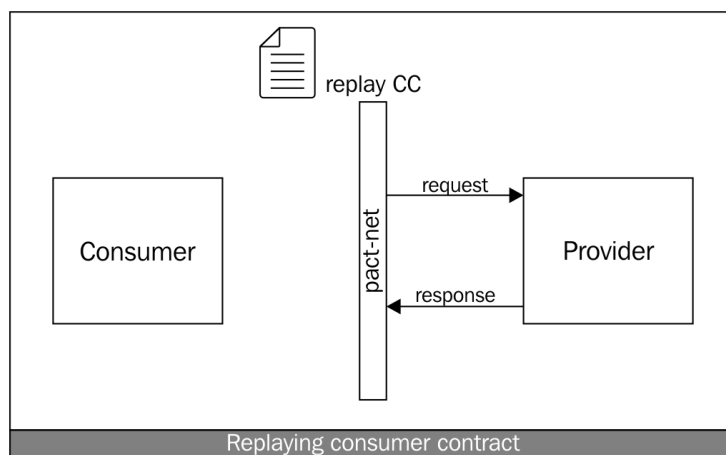 replay CC
request
Consumer
pact-net
Provider
response
Replaying consumer contract